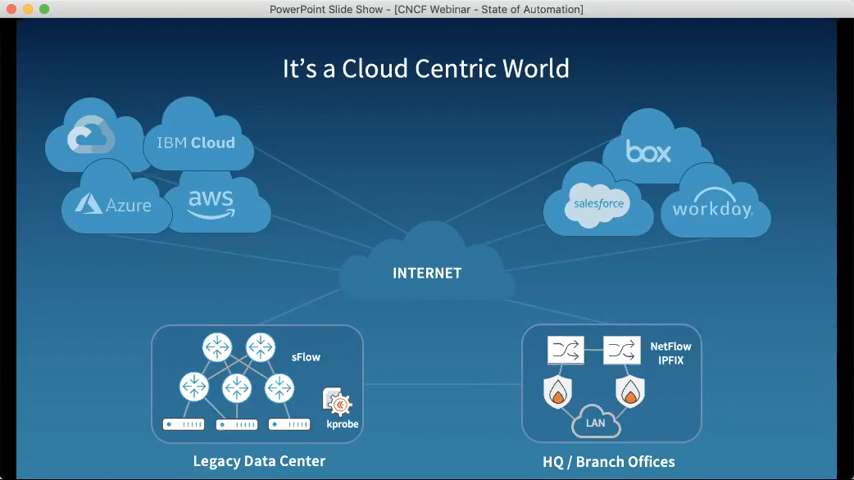 PowerPoint Slide Show - [CNCF Webinar - State of Automation]
It's a Cloud Centric World
IBM Cloud
Azure
aws
box
salesforce
workday.
INTERNET
sFlow
kprobe
NetFlow
IPFIX
LAN
Legacy Data Center
HQ / Branch Offices